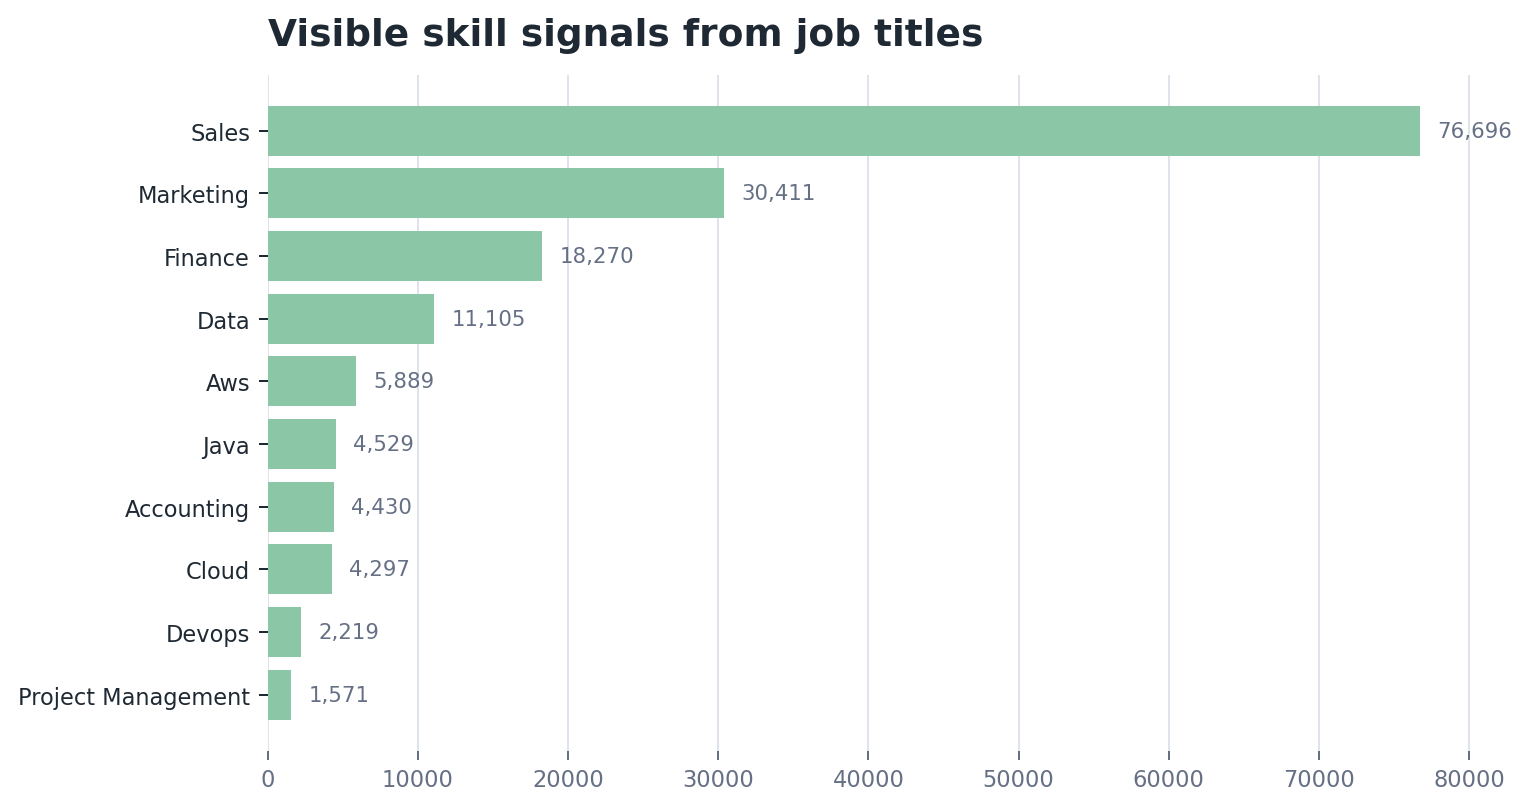 Visible skill signals from job titles
Sales 76,696
Marketing 30,411
Finance 18,270
Data 11,105
Aws 5,889
Java 4,529
Accounting 4,430
Cloud 4,297
Devops 2,219
Project Management 1,571
0 10000 20000 30000 40000 50000 60000 70000 80000